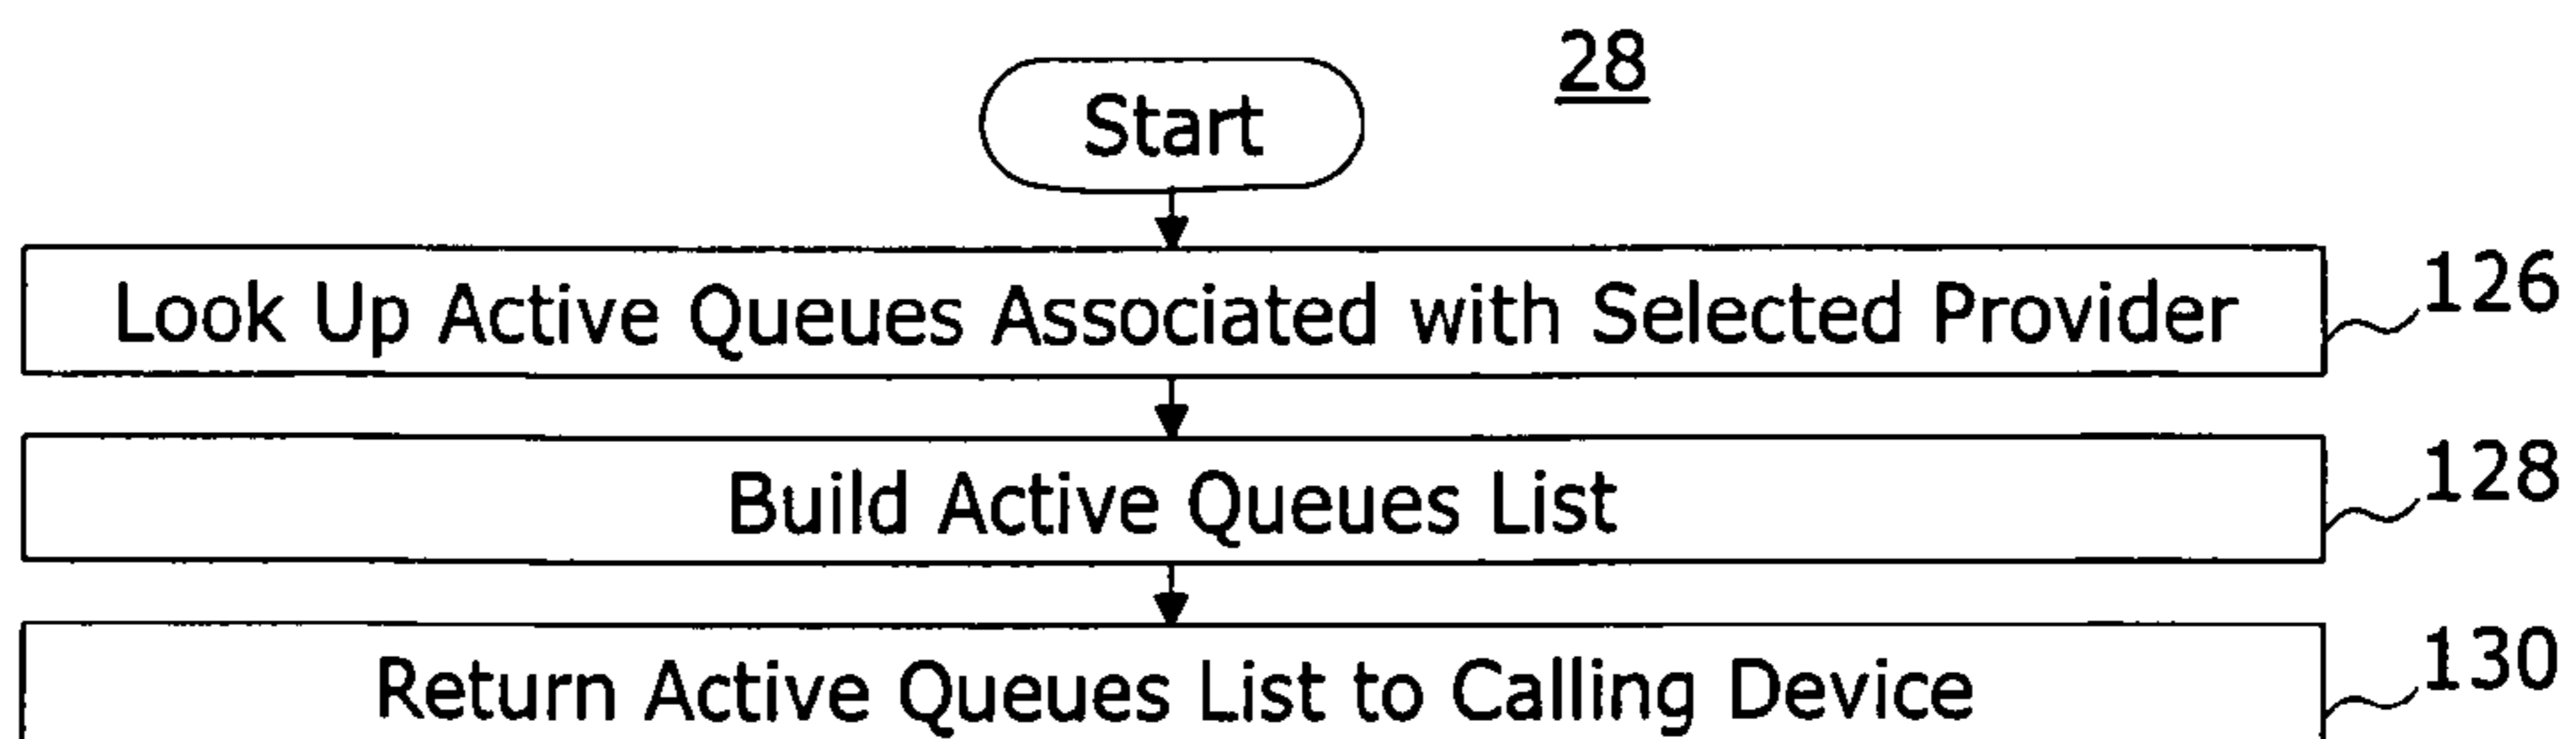 28
Start
Look Up Active Queues Associated with Selected Provider
126
Build Active Queues List
128
Return Active Queues List to Calling Device
130